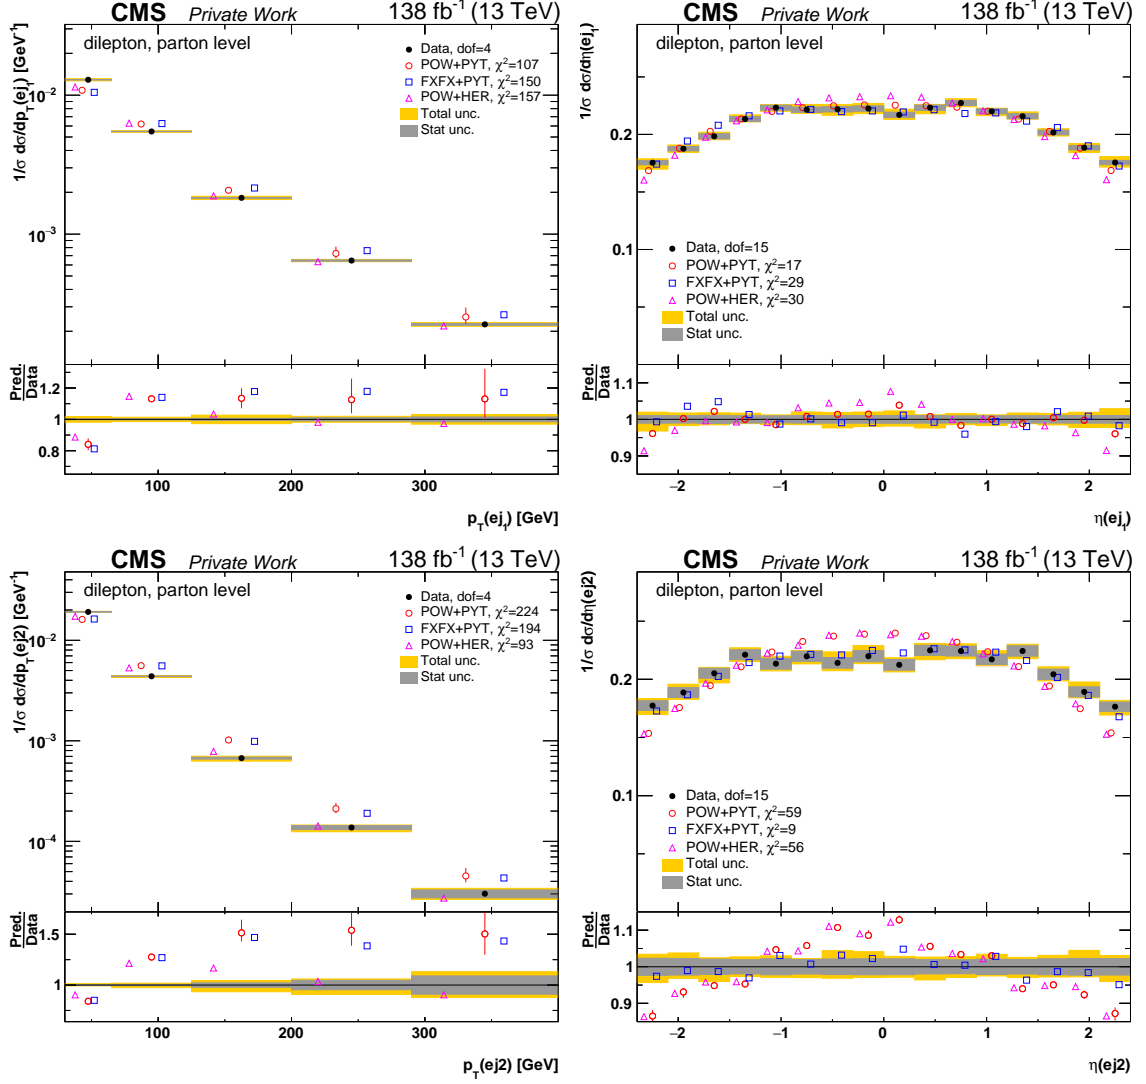 CMS Private Work 138 fb⁻¹ (13 TeV)
dilepton, parton level
1/σ dσ/dp_T(ej_1) [GeV⁻¹]
Data, dof=4
POW+PYT, χ²=107
FXFX+PYT, χ²=150
POW+HER, χ²=157
Total unc.
Stat unc.
10⁻²
10⁻³
Pred.
Data
1.2
1
0.8
100 200 300
p_T(ej_1) [GeV]
CMS Private Work 138 fb⁻¹ (13 TeV)
dilepton, parton level
1/σ dσ/dη(ej_1)
0.2
0.1
Data, dof=15
POW+PYT, χ²=17
FXFX+PYT, χ²=29
POW+HER, χ²=30
Total unc.
Stat unc.
Pred.
Data
1.1
1
0.9
−2 −1 0 1 2
η(ej_1)
CMS Private Work 138 fb⁻¹ (13 TeV)
dilepton, parton level
1/σ dσ/dp_T(ej2) [GeV⁻¹]
Data, dof=4
POW+PYT, χ²=224
FXFX+PYT, χ²=194
POW+HER, χ²=93
Total unc.
Stat unc.
10⁻²
10⁻³
10⁻⁴
Pred.
Data
1.5
1
100 200 300
p_T(ej2) [GeV]
CMS Private Work 138 fb⁻¹ (13 TeV)
dilepton, parton level
1/σ dσ/dη(ej2)
0.2
0.1
Data, dof=15
POW+PYT, χ²=59
FXFX+PYT, χ²=9
POW+HER, χ²=56
Total unc.
Stat unc.
Pred.
Data
1.1
1
0.9
−2 −1 0 1 2
η(ej2)